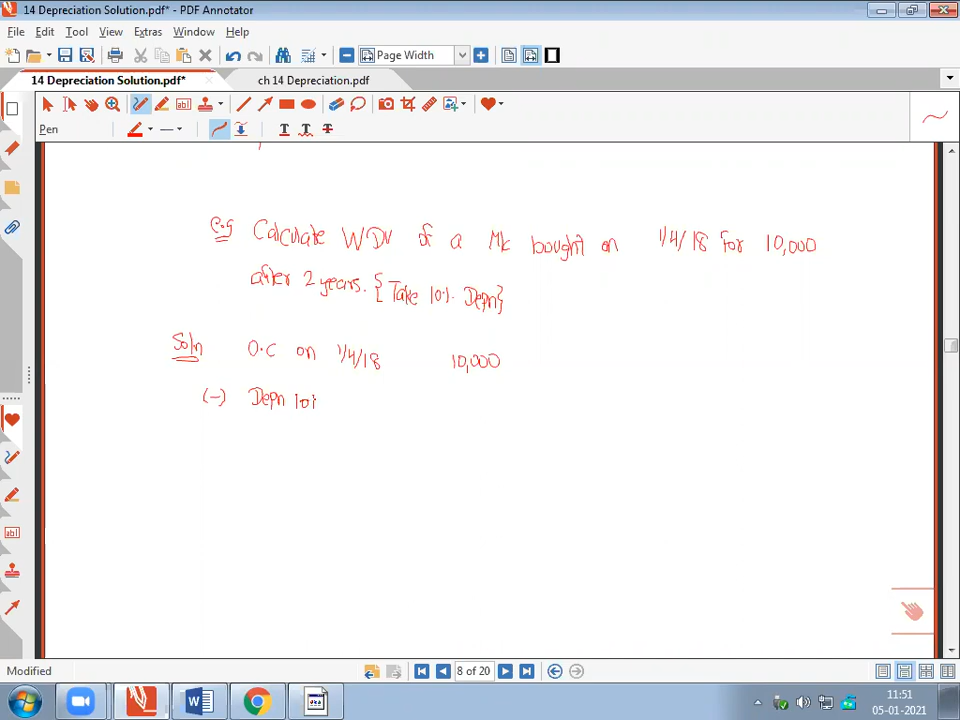 14 Depreciation Solution.pdf* - PDF Annotator
File Edit Tool View Extras Window Help
Page Width
14 Depreciation Solution.pdf* ch 14 Depreciation.pdf
Pen
e.g Calculate WDV of a Mc bought on 1/4/18 for 10,000
after 2 years. {Take 10%. Depn}
Soln O.C on 1/4/18 10,000
(-) Depn 10%
Modified 8 of 20
11:51
05-01-2021